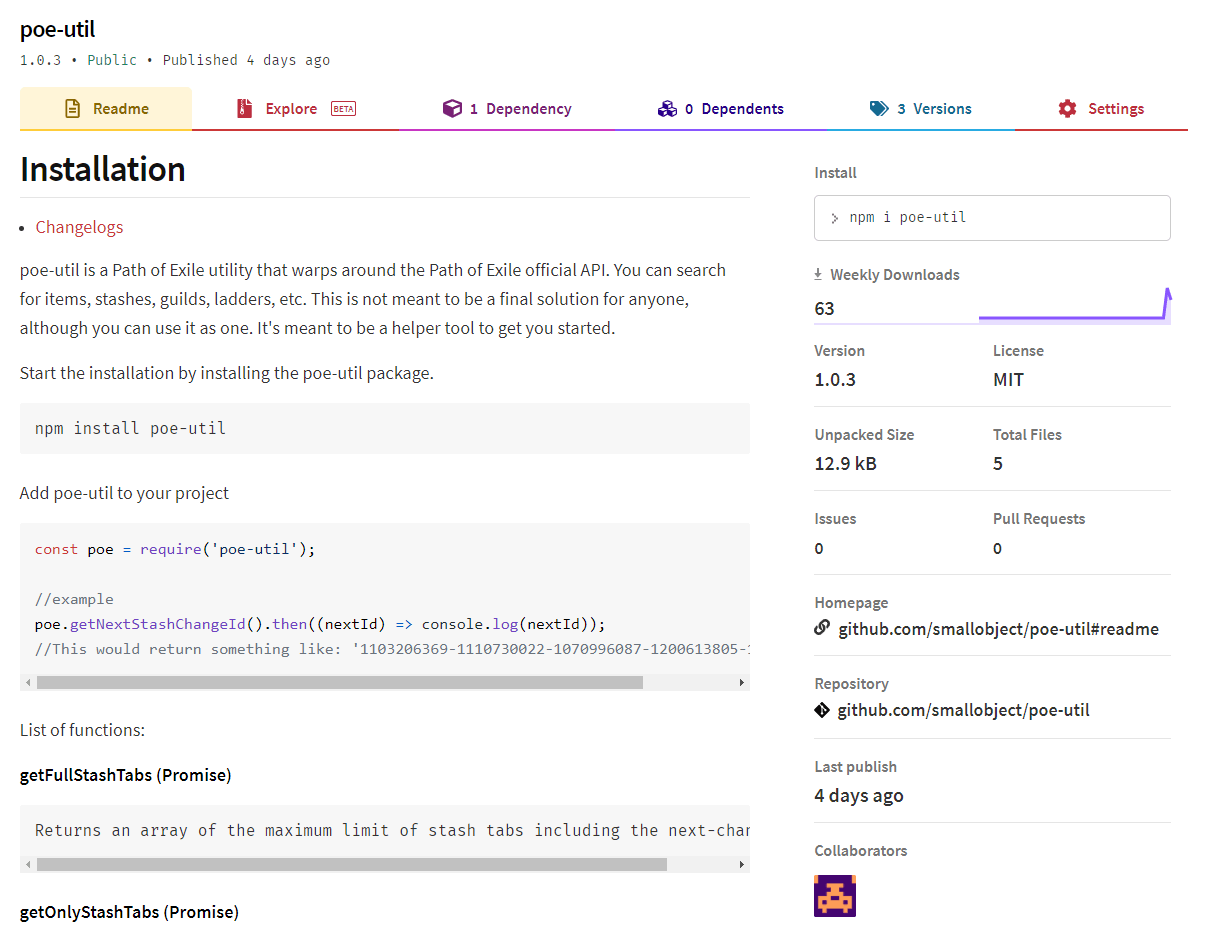 poe-util
1.0.3 • Public • Published 4 days ago
Readme
Explore BETA
1 Dependency
0 Dependents
3 Versions
Settings
Installation
• Changelogs
poe-util is a Path of Exile utility that warps around the Path of Exile official API. You can search
for items, stashes, guilds, ladders, etc. This is not meant to be a final solution for anyone,
although you can use it as one. It's meant to be a helper tool to get you started.
Start the installation by installing the poe-util package.
npm install poe-util
Add poe-util to your project
const poe = require('poe-util');
//example
poe.getNextStashChangeId().then((nextId) => console.log(nextId));
//This would return something like: '1103206369-1110730022-1070996087-1200613805-
List of functions:
getFullStashTabs (Promise)
Returns an array of the maximum limit of stash tabs including the next-char
getOnlyStashTabs (Promise)
Install
> npm i poe-util
Weekly Downloads
63
Version
1.0.3
License
MIT
Unpacked Size
12.9 kB
Total Files
5
Issues
0
Pull Requests
0
Homepage
github.com/smallobject/poe-util#readme
Repository
github.com/smallobject/poe-util
Last publish
4 days ago
Collaborators